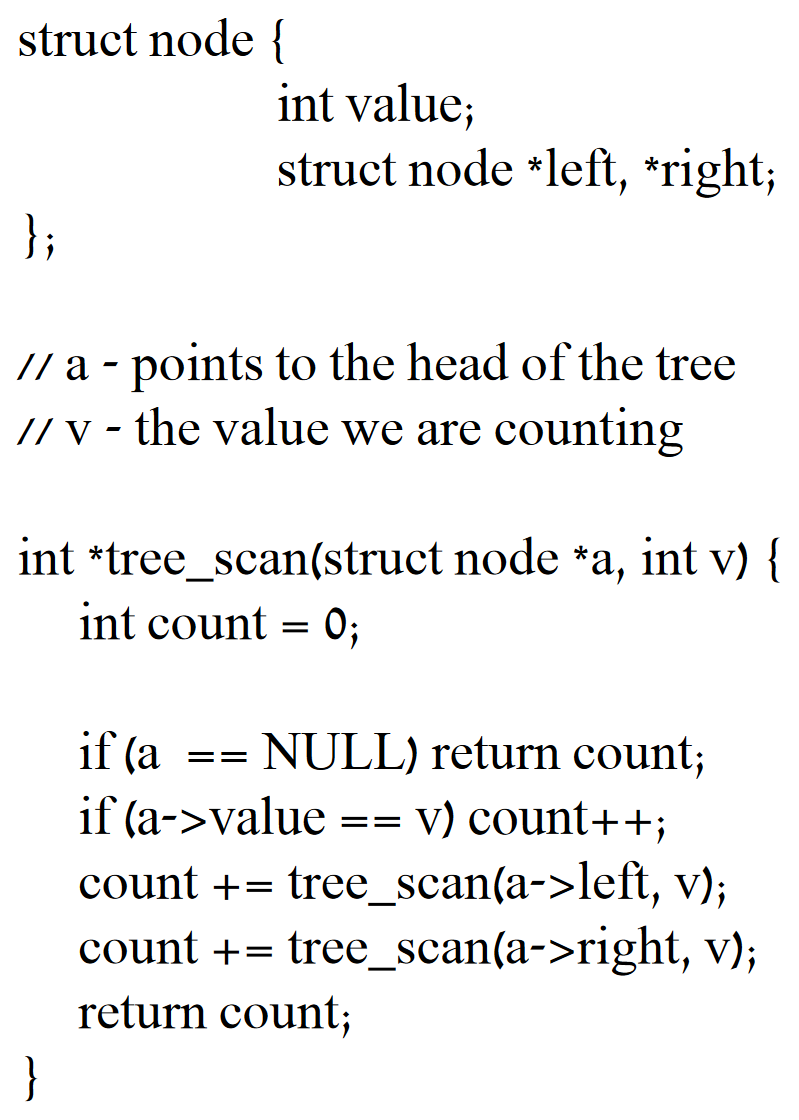 struct node {
int value;
struct node *left, *right;
};
// a - points to the head of the tree
// v - the value we are counting
int *tree_scan(struct node *a, int v) {
int count = 0;
if (a  == NULL) return count;
if (a->value == v) count++;
count += tree_scan(a->left, v);
count += tree_scan(a->right, v);
return count;
}